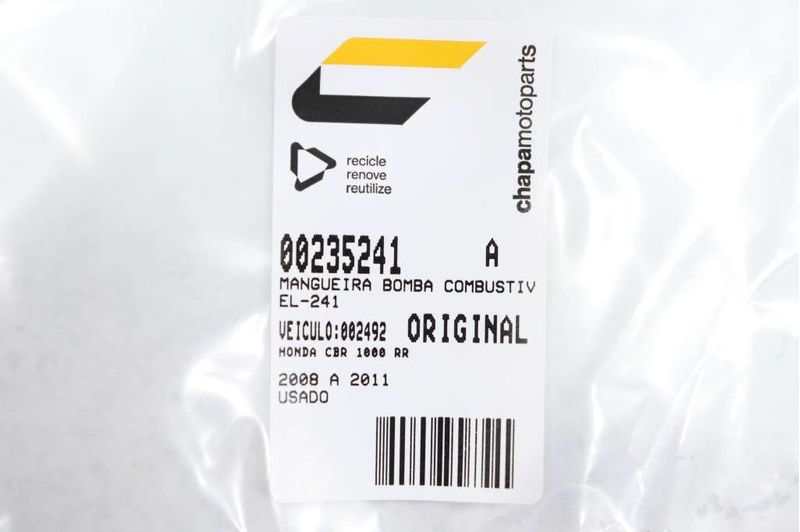 chapamotoparts
recicle
renove
reutilize
00235241 A
MANGUEIRA BOMBA COMBUSTIV
EL-241
VEICULO:002492 ORIGINAL
HONDA CBR 1000 RR
2008 A 2011
USADO